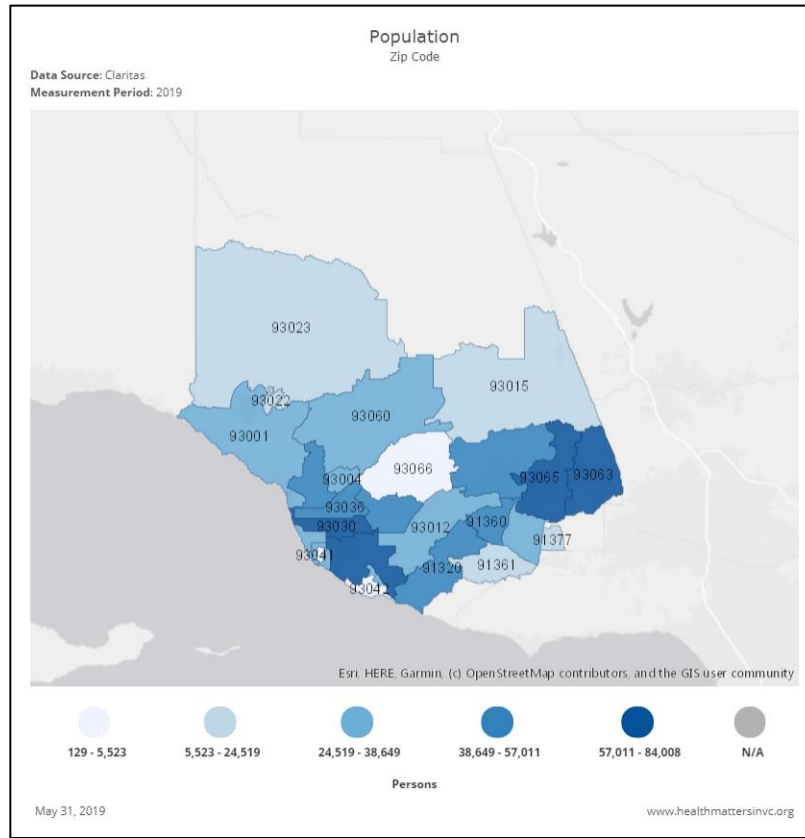 Population
Zip Code
Data Source: Claritas
Measurement Period: 2019
93023
93015
93022
93060
93001
93066
93004
93065
93063
93036
93030
93012
91360
93041
91377
91320
91361
93042
Esri, HERE, Garmin, (c) OpenStreetMap contributors, and the GIS user community
129 - 5,523
5,523 - 24,519
24,519 - 38,649
38,649 - 57,011
57,011 - 84,008
N/A
Persons
May 31, 2019
www.healthmattersinvc.org